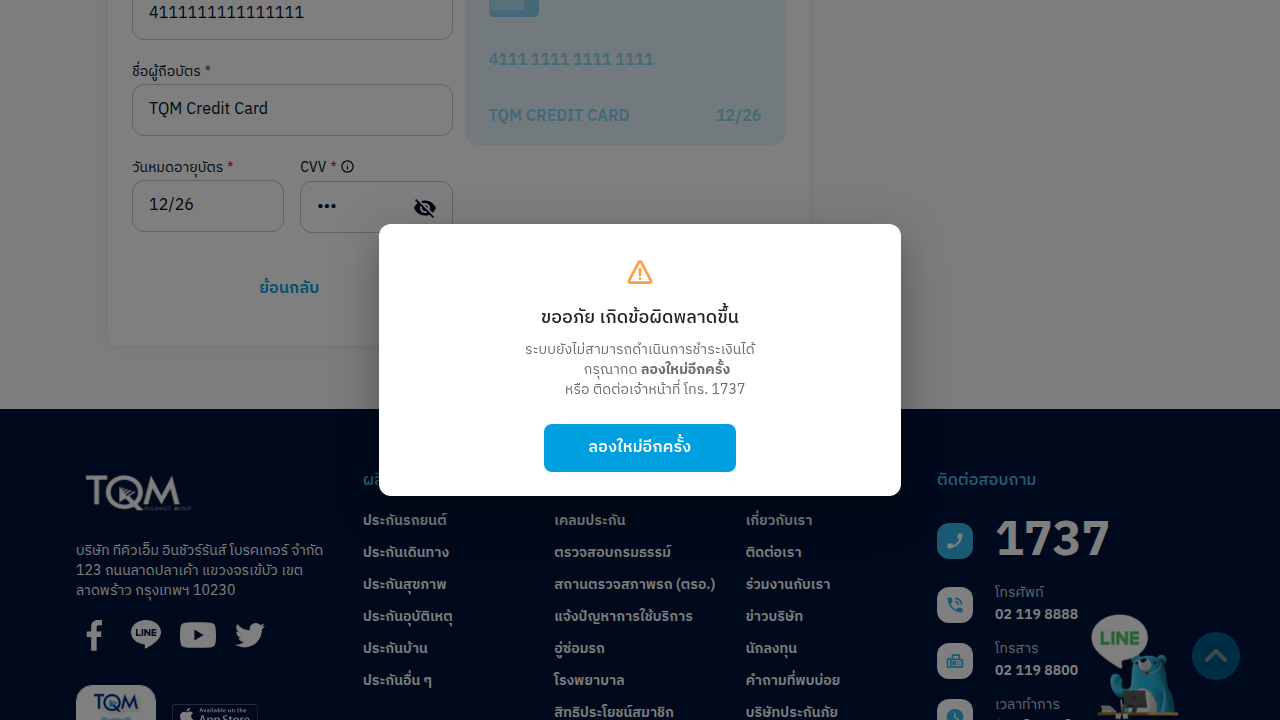 4111111111111111
4111 1111 1111 1111
ชื่อผู้ถือบัตร *
TQM Credit Card
TQM CREDIT CARD 12/26
วันหมดอายุบัตร *
CVV *
12/26
•••
ย้อนกลับ
ขออภัย เกิดข้อผิดพลาดขึ้น
ระบบยังไม่สามารถดำเนินการชำระเงินได้
กรุณากด ลองใหม่อีกครั้ง
หรือ ติดต่อเจ้าหน้าที่ โทร. 1737
ลองใหม่อีกครั้ง
TQM
บริษัท ทีคิวเอ็ม อินชัวร์รันส์ โบรคเกอร์ จำกัด
123 ถนนลาดปลาเค้า แขวงจรเข้บัว เขต
ลาดพร้าว กรุงเทพฯ 10230
LINE
TQM
Available on the
App Store
ประกันรถยนต์
ประกันเดินทาง
ประกันสุขภาพ
ประกันอุบัติเหตุ
ประกันบ้าน
ประกันอื่น ๆ
เคลมประกัน
ตรวจสอบกรมธรรม์
สถานตรวจสภาพรถ (ตรอ.)
แจ้งปัญหาการใช้บริการ
อู่ซ่อมรถ
โรงพยาบาล
สิทธิประโยชน์สมาชิก
เกี่ยวกับเรา
ติดต่อเรา
ร่วมงานกับเรา
ข่าวบริษัท
นักลงทุน
คำถามที่พบบ่อย
บริษัทประกันภัย
ติดต่อสอบถาม
1737
โทรศัพท์
02 119 8888
โทรสาร
02 119 8800
เวลาทำการ
LINE